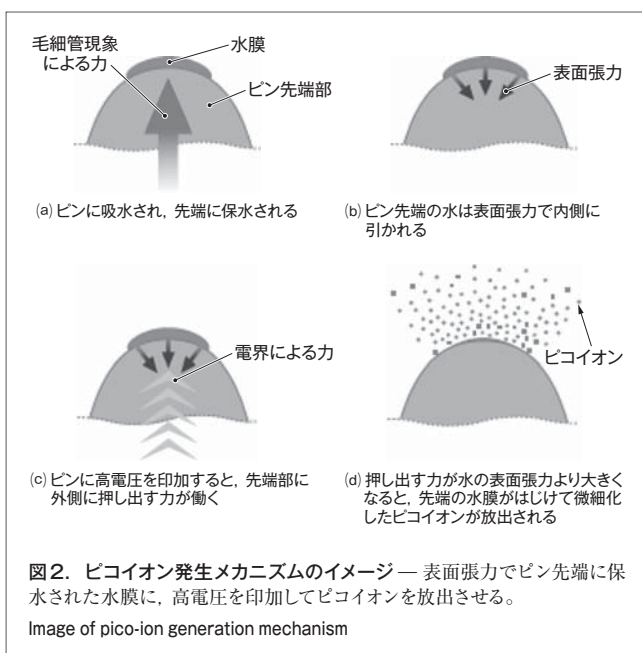 毛細管現象
による力
水膜
ピン先端部
(a) ピンに吸水され，先端に保水される
表面張力
(b) ピン先端の水は表面張力で内側に
引かれる
電界による力
(c) ピンに高電圧を印加すると，先端部に
外側に押し出す力が働く
ピコイオン
(d) 押し出す力が水の表面張力より大きく
なると，先端の水膜がはじけて微細化
したピコイオンが放出される
図2．ピコイオン発生メカニズムのイメージ — 表面張力でピン先端に保
水された水膜に，高電圧を印加してピコイオンを放出させる。
Image of pico-ion generation mechanism